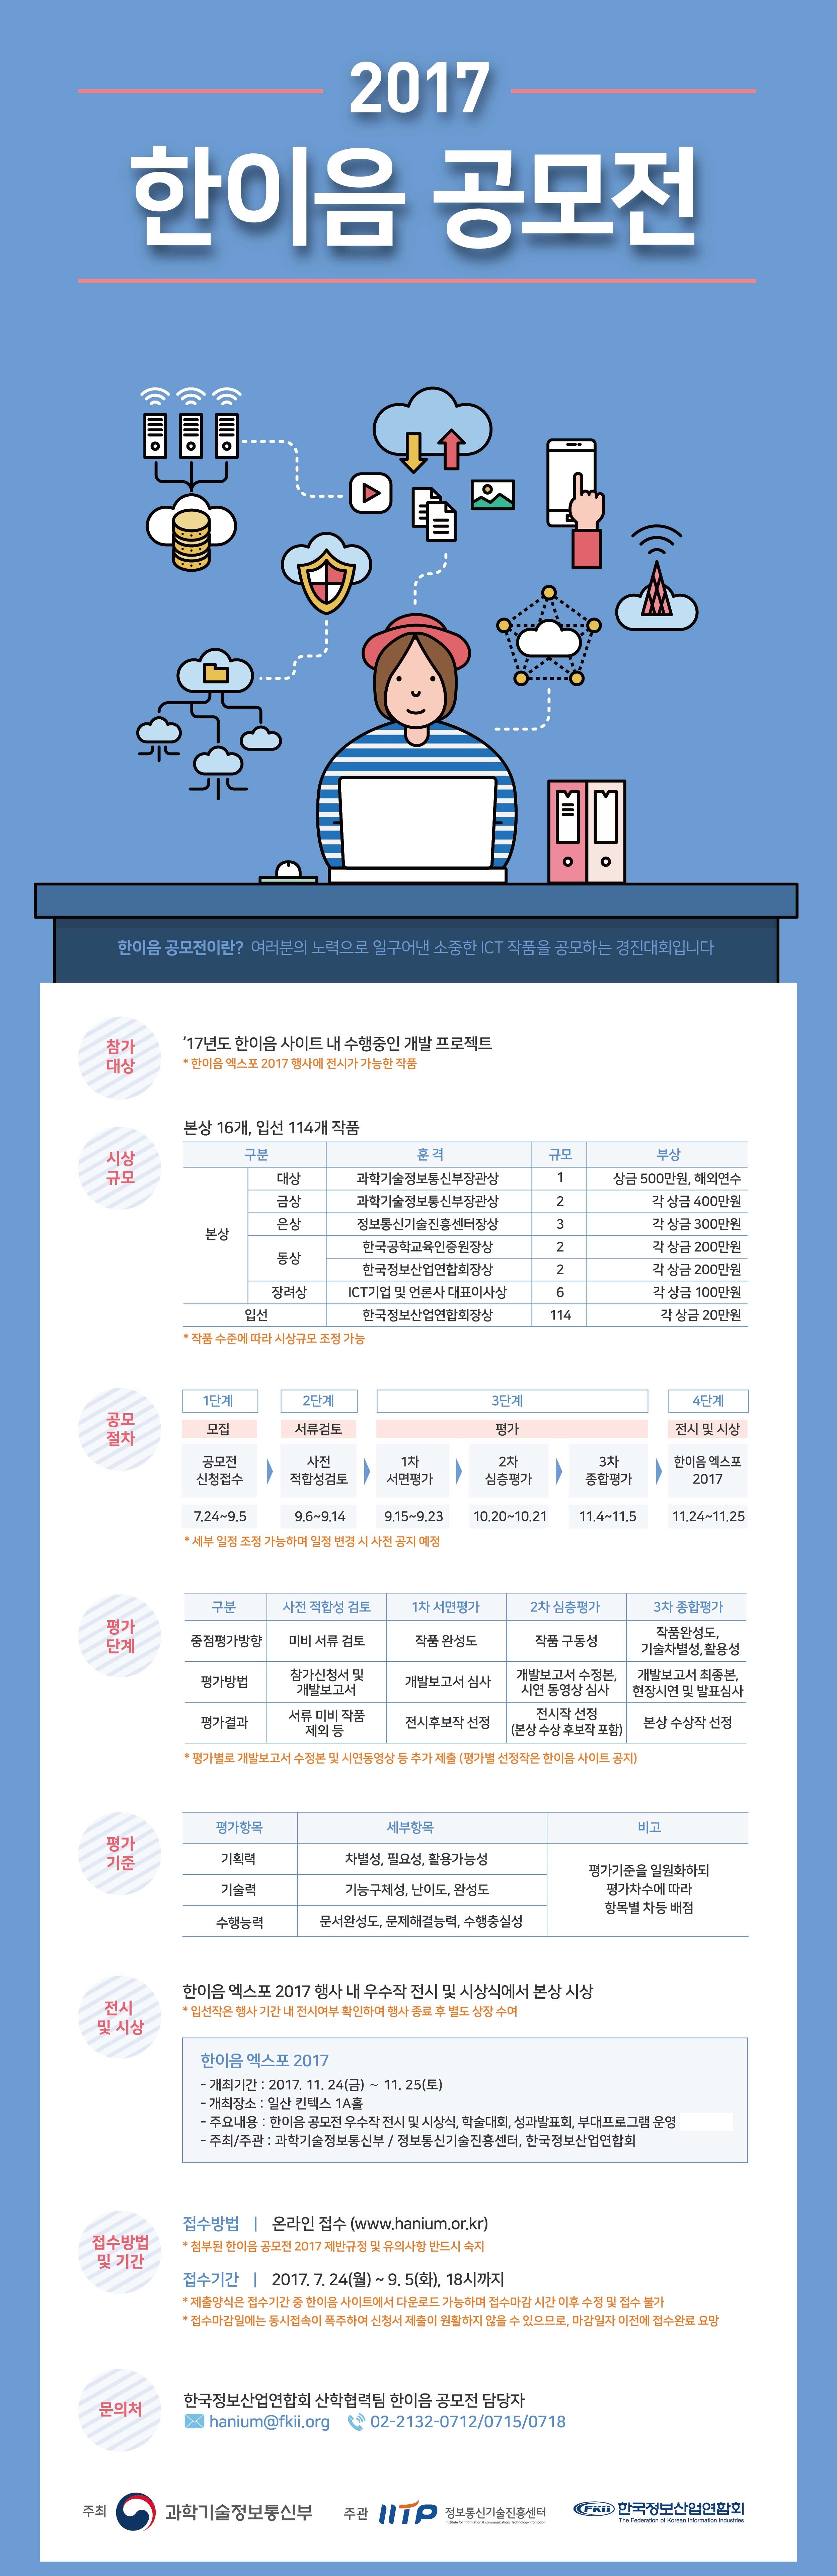 2017
한이음 공모전
한이음 공모전이란? 여러분의 노력으로 일구어낸 소중한 ICT 작품을 공모하는 경진대회입니다
참가
대상
'17년도 한이음 사이트 내 수행중인 개발 프로젝트
* 한이음 엑스포 2017 행사에 전시가 가능한 작품
시상
규모
본상 16개, 입선 114개 작품
구분 훈 격 규모 부상
본상
대상 과학기술정보통신부장관상 1 상금 500만원, 해외연수
금상 과학기술정보통신부장관상 2 각 상금 400만원
은상 정보통신기술진흥센터장상 3 각 상금 300만원
동상
한국공학교육인증원장상 2 각 상금 200만원
한국정보산업연합회장상 2 각 상금 200만원
장려상 ICT기업 및 언론사 대표이사상 6 각 상금 100만원
입선 한국정보산업연합회장상 114 각 상금 20만원
* 작품 수준에 따라 시상규모 조정 가능
공모
절차
1단계 2단계 3단계 4단계
모집 서류검토 평가 전시 및 시상
공모전
신청접수
사전
적합성검토
1차
서면평가
2차
심층평가
3차
종합평가
한이음 엑스포
2017
7.24~9.5 9.6~9.14 9.15~9.23 10.20~10.21 11.4~11.5 11.24~11.25
* 세부 일정 조정 가능하며 일정 변경 시 사전 공지 예정
평가
단계
구분 사전 적합성 검토 1차 서면평가 2차 심층평가 3차 종합평가
중점평가방향 미비 서류 검토 작품 완성도 작품 구동성
작품완성도,
기술차별성, 활용성
평가방법
참가신청서 및
개발보고서
개발보고서 심사
개발보고서 수정본,
시연 동영상 심사
개발보고서 최종본,
현장시연 및 발표심사
평가결과
서류 미비 작품
제외 등
전시후보작 선정
전시작 선정
(본상 수상 후보작 포함)
본상 수상작 선정
* 평가별로 개발보고서 수정본 및 시연동영상 등 추가 제출 (평가별 선정작은 한이음 사이트 공지)
평가
기준
평가항목 세부항목 비고
기획력 차별성, 필요성, 활용가능성
기술력 기능구체성, 난이도, 완성도
수행능력 문서완성도, 문제해결능력, 수행충실성
평가기준을 일원화하되
평가차수에 따라
항목별 차등 배점
전시
및 시상
한이음 엑스포 2017 행사 내 우수작 전시 및 시상식에서 본상 시상
* 입선작은 행사 기간 내 전시여부 확인하여 행사 종료 후 별도 상장 수여
한이음 엑스포 2017
- 개최기간 : 2017. 11. 24(금) ~ 11. 25(토)
- 개최장소 : 일산 킨텍스 1A홀
- 주요내용 : 한이음 공모전 우수작 전시 및 시상식, 학술대회, 성과발표회, 부대프로그램 운영
- 주최/주관 : 과학기술정보통신부 / 정보통신기술진흥센터, 한국정보산업연합회
접수방법
및 기간
접수방법 | 온라인 접수 (www.hanium.or.kr)
* 첨부된 한이음 공모전 2017 제반규정 및 유의사항 반드시 숙지
접수기간 | 2017. 7. 24(월) ~ 9. 5(화), 18시까지
* 제출양식은 접수기간 중 한이음 사이트에서 다운로드 가능하며 접수마감 시간 이후 수정 및 접수 불가
* 접수마감일에는 동시접속이 폭주하여 신청서 제출이 원활하지 않을 수 있으므로, 마감일자 이전에 접수완료 요망
문의처
한국정보산업연합회 산학협력팀 한이음 공모전 담당자
hanium@fkii.org 02-2132-0712/0715/0718
주최 과학기술정보통신부 주관 IITP 정보통신기술진흥센터 FKii 한국정보산업연합회
Institute for Information & communications Technology Promotion
The Federation of Korean Information Industries